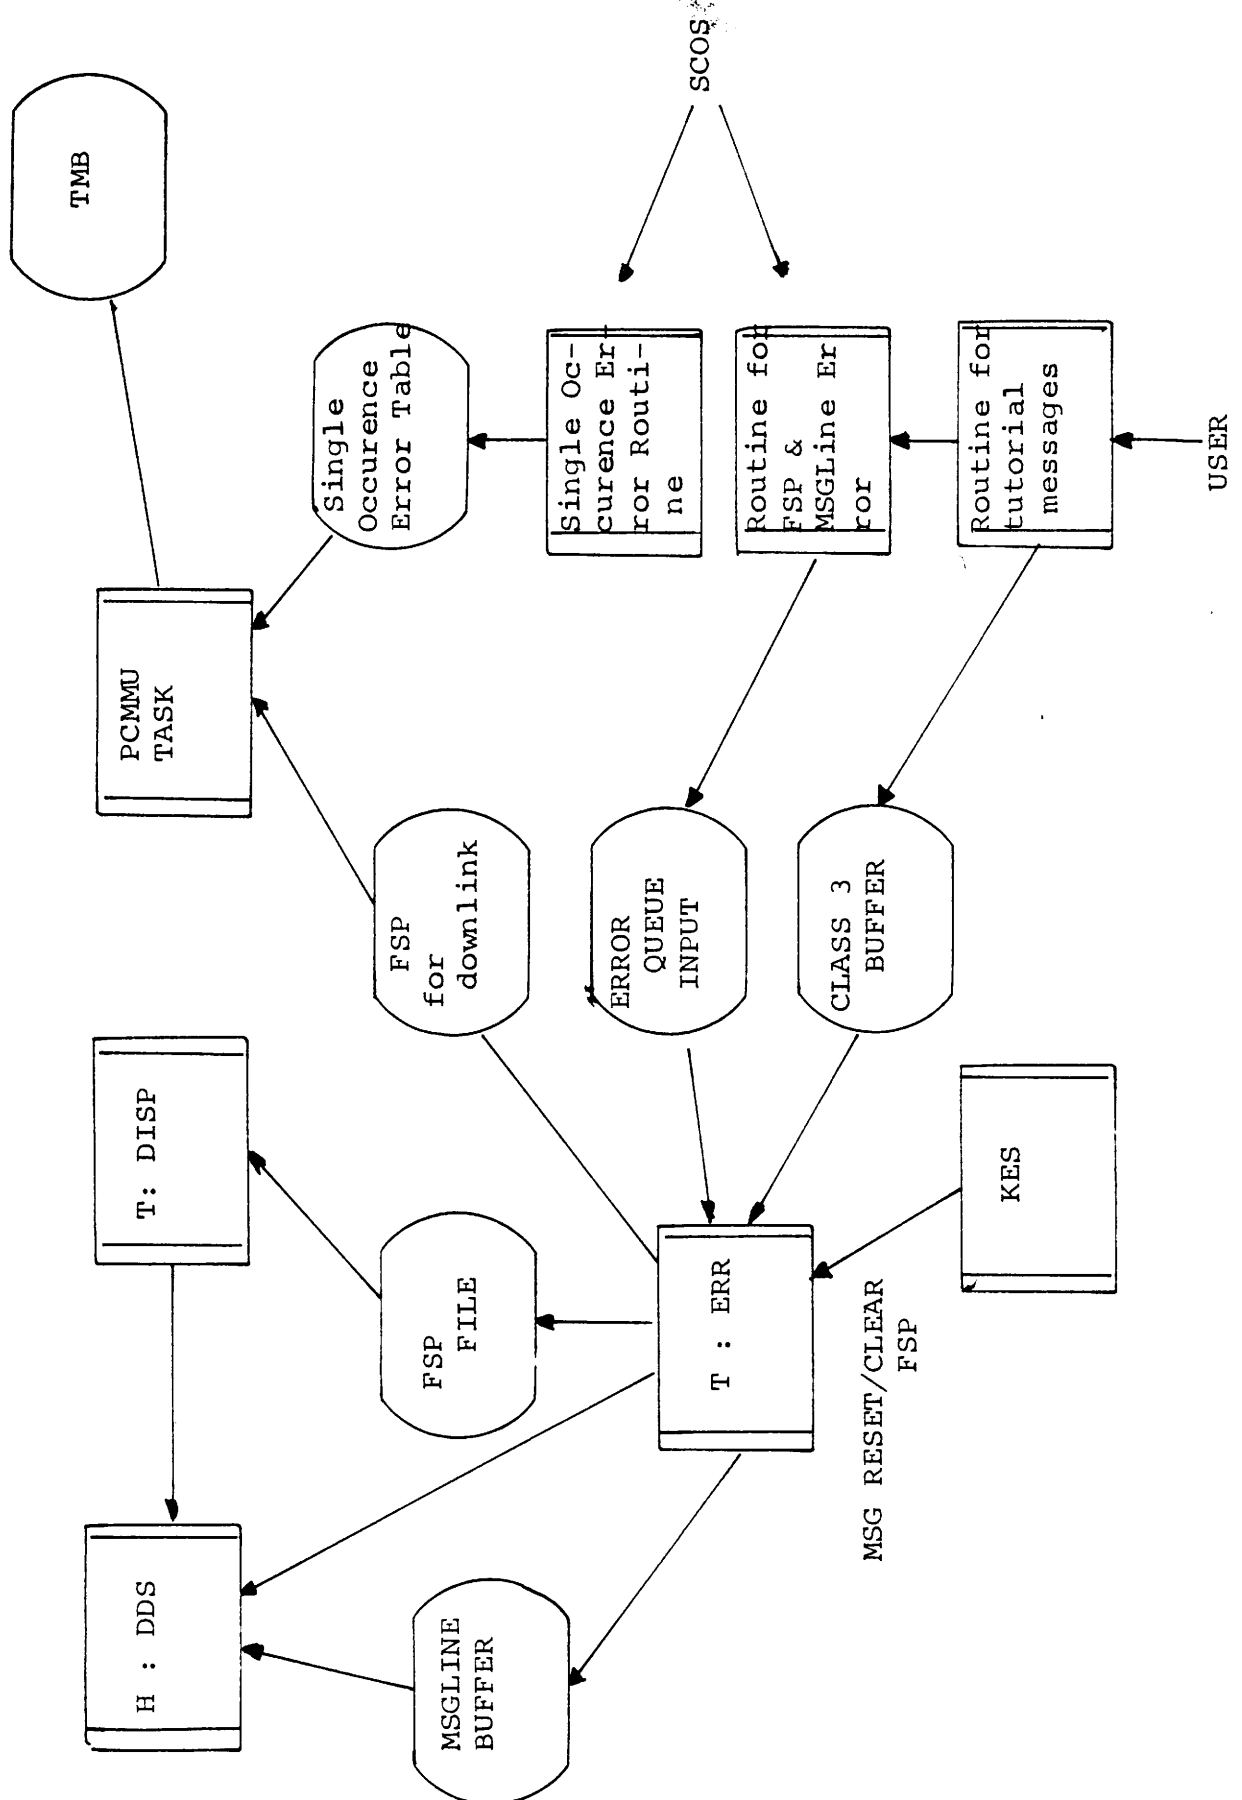 H : DDS
T: DISP
PCMMU
TASK
TMB
MSGLINE
BUFFER
FSP
FILE
FSP
for
downlink
Single
Occurence
Error Table
T : ERR
ERROR
QUEUE
INPUT
Single Oc-
curence Er-
ror Routi-
ne
SCOS
Routine for
FSP &
MSGLine Er
ror
CLASS 3
BUFFER
Routine for
tutorial
messages
MSG RESET/CLEAR
FSP
KES
USER